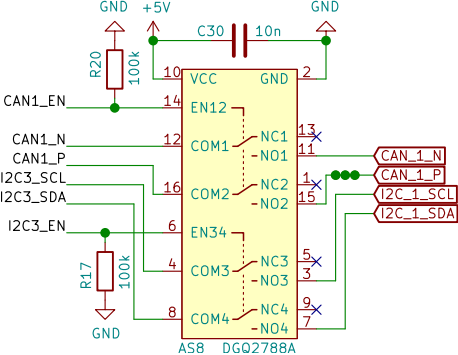 GND
+5V
GND
C30
10n
R20
100k
10
VCC
GND
2
CAN1_EN
14
EN12
13
NC1
CAN1_N
12
COM1
NO1
11
CAN_1_N
CAN1_P
1
NC2
CAN_1_P
I2C3_SCL
16
COM2
NO2
15
I2C_1_SCL
I2C3_SDA
I2C_1_SDA
I2C3_EN
6
EN34
5
NC3
R17
100k
4
COM3
NO3
3
9
NC4
8
COM4
NO4
7
GND
AS8
DGQ2788A